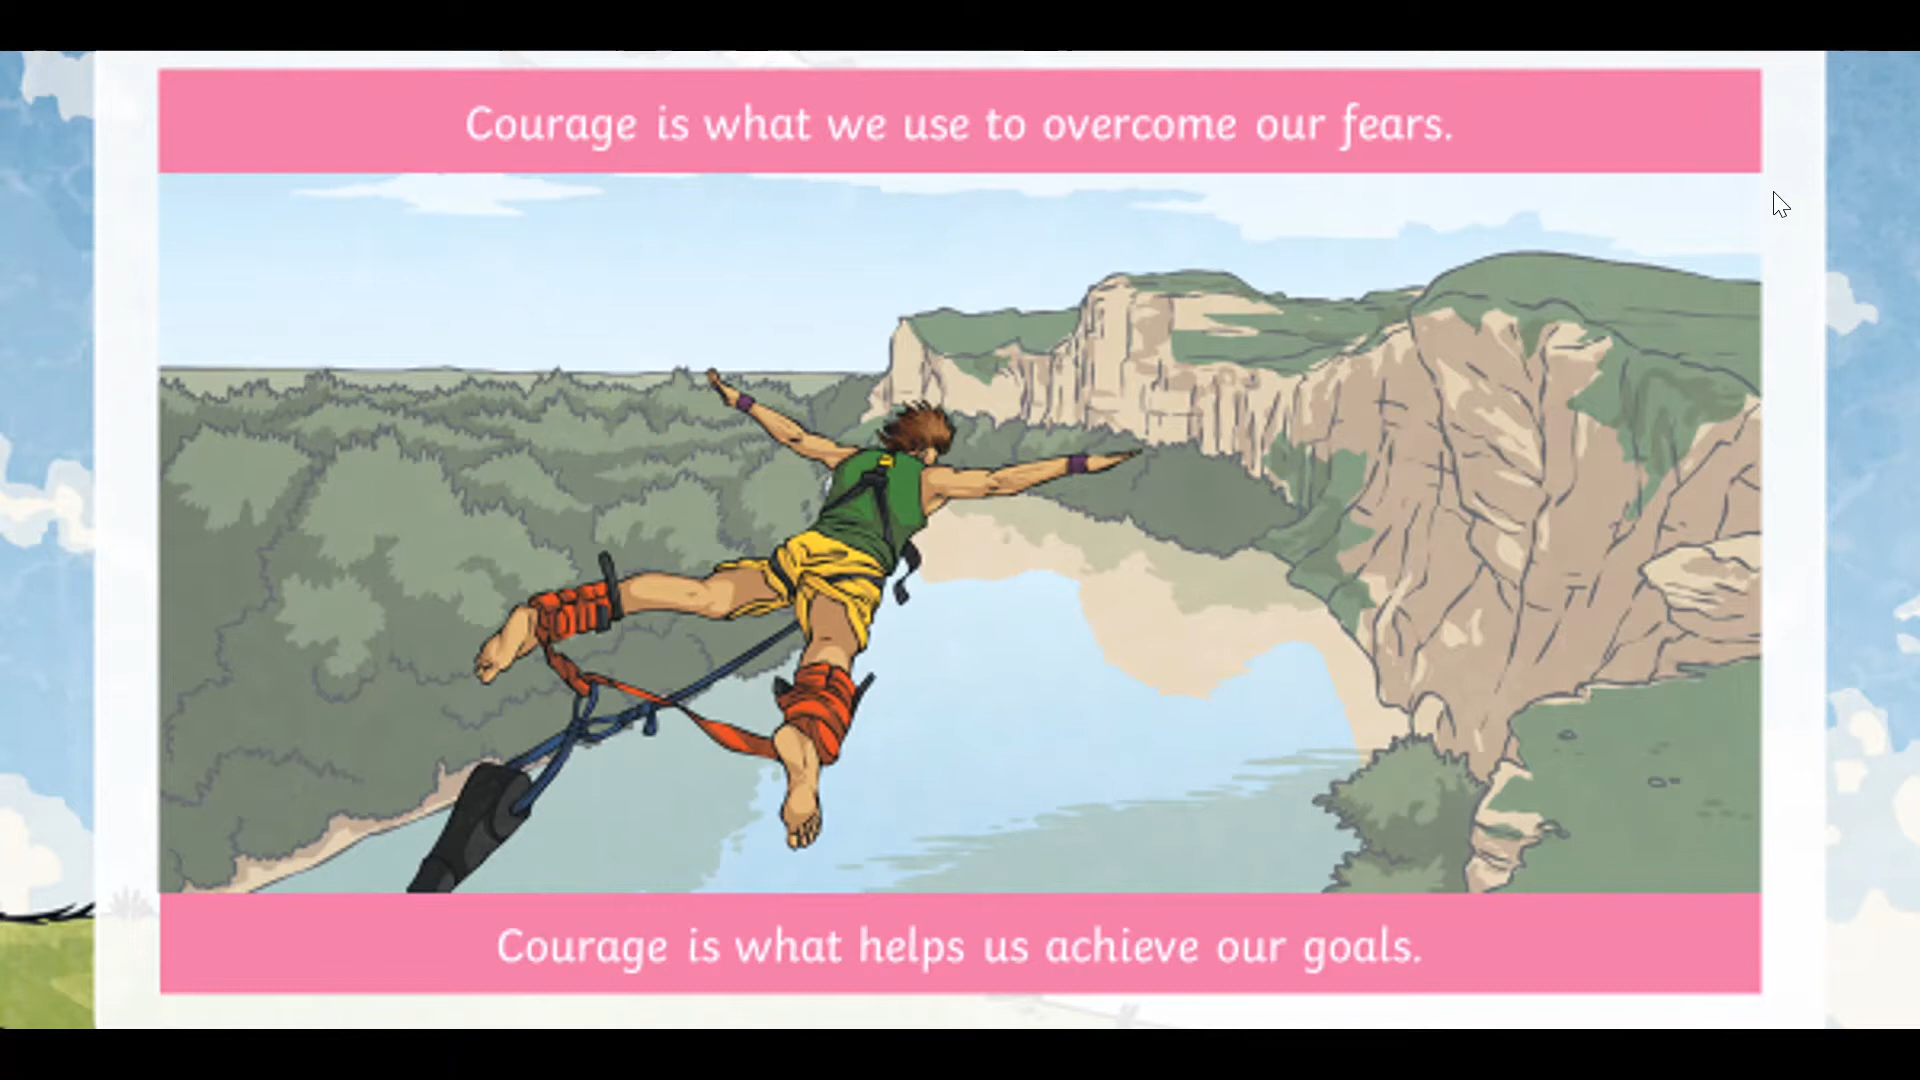 Courage is what we use to overcome our fears.
Courage is what helps us achieve our goals.